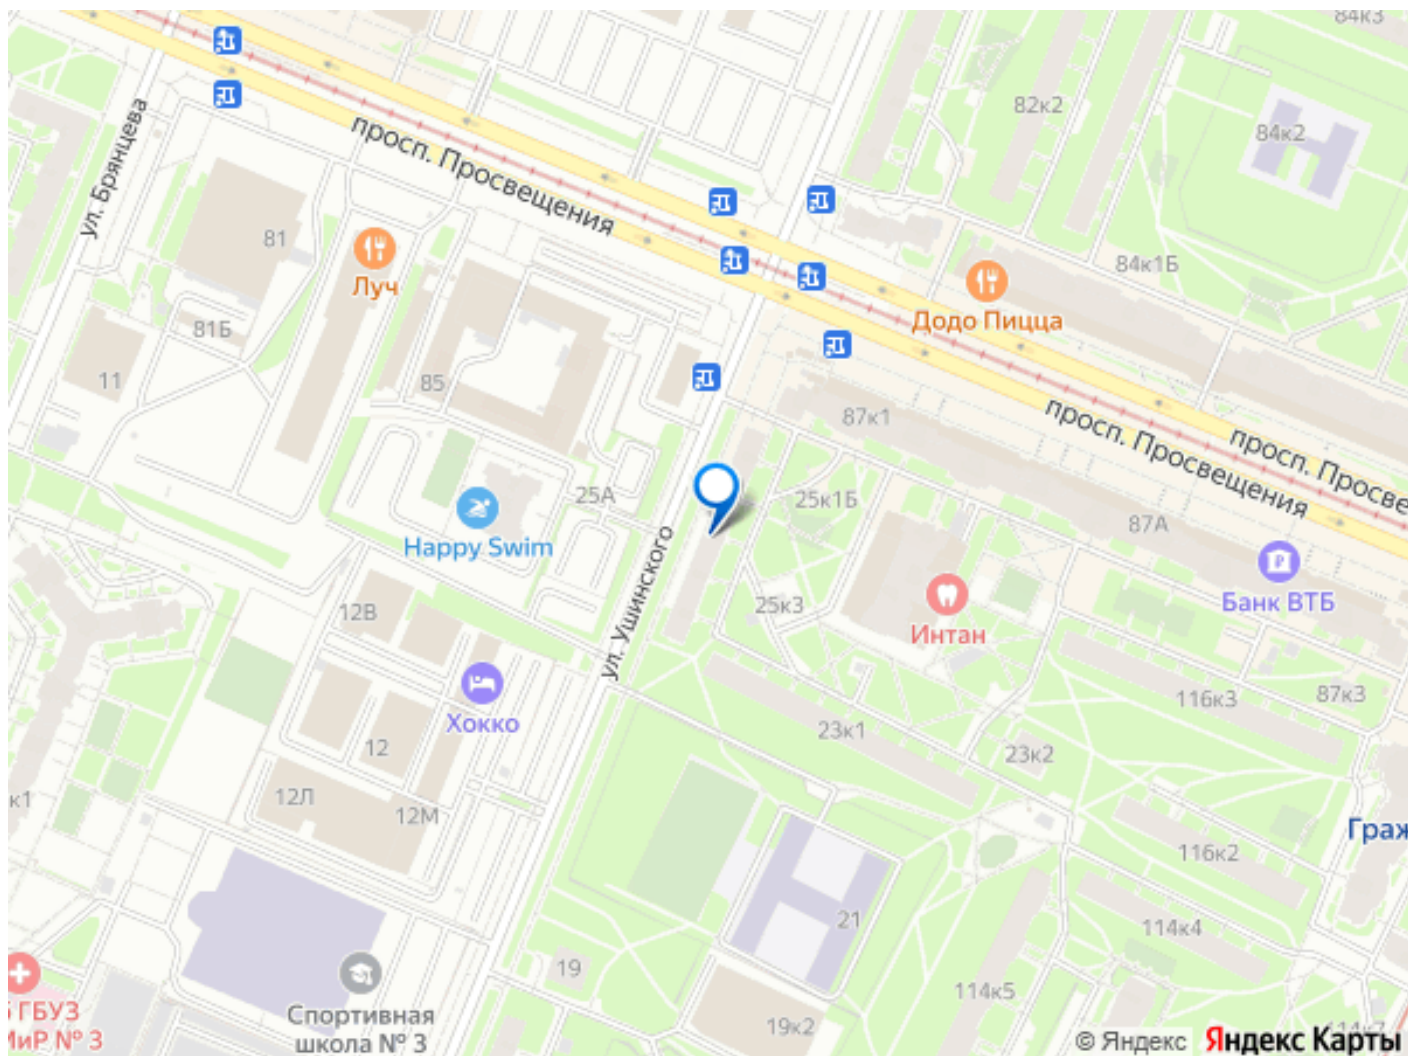 84к3
ул. Брянцева
просп. Просвещения
82к2
84к2
81
Луч
84к1Б
Додо Пицца
81Б
11
85
87к1
просп. Просвещения
просп. Просве
25А
25к1Б
87А
Happy Swim
ул. Ушинского
Банк ВТБ
12В
25к3
Интан
Хокко
116к3
87к3
23к1
12
23к2
12Л
12М
к1
Граж
116к2
21
114к4
19
114к5
Спортивная
школа № 3
ГБУЗ
№ 3
19к2
© Яндекс
Яндекс Карты